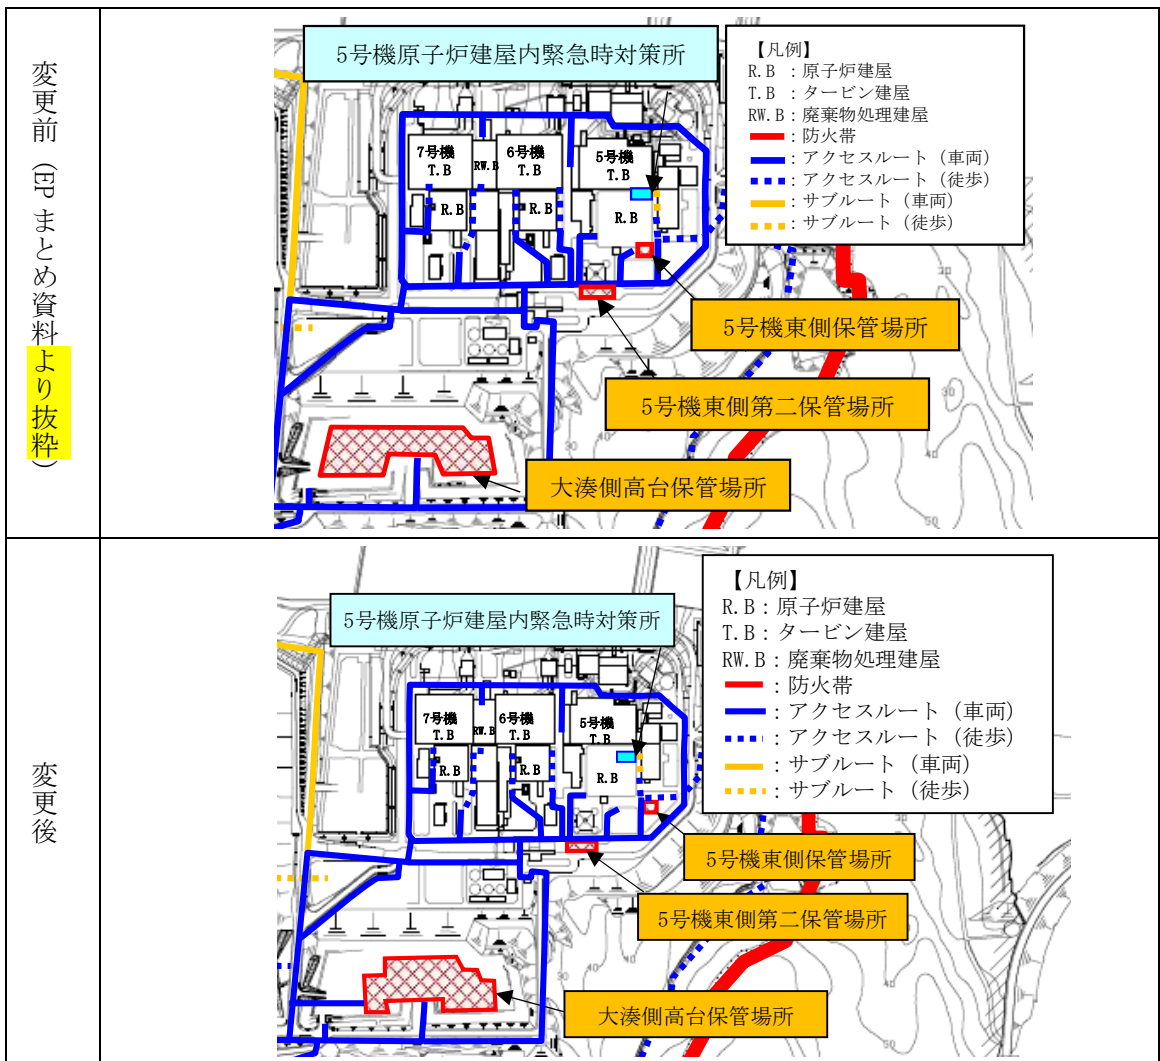 変更前（EP まとめ資料より抜粋）
5号機原子炉建屋内緊急時対策所
【凡例】
R.B ：原子炉建屋
T.B ：タービン建屋
RW.B ：廃棄物処理建屋
：防火帯
：アクセスルート（車両）
：アクセスルート（徒歩）
：サブルート（車両）
：サブルート（徒歩）
7号機
T.B
RW.B
6号機
T.B
5号機
T.B
R.B
R.B
R.B
5号機東側保管場所
5号機東側第二保管場所
大湊側高台保管場所
30
40
30
40
50
変更後
5号機原子炉建屋内緊急時対策所
【凡例】
R.B：原子炉建屋
T.B：タービン建屋
RW.B：廃棄物処理建屋
：防火帯
：アクセスルート（車両）
：アクセスルート（徒歩）
：サブルート（車両）
：サブルート（徒歩）
7号機
T.B
RW.B
6号機
T.B
5号機
T.B
R.B
R.B
R.B
5号機東側保管場所
5号機東側第二保管場所
大湊側高台保管場所
40
40
50